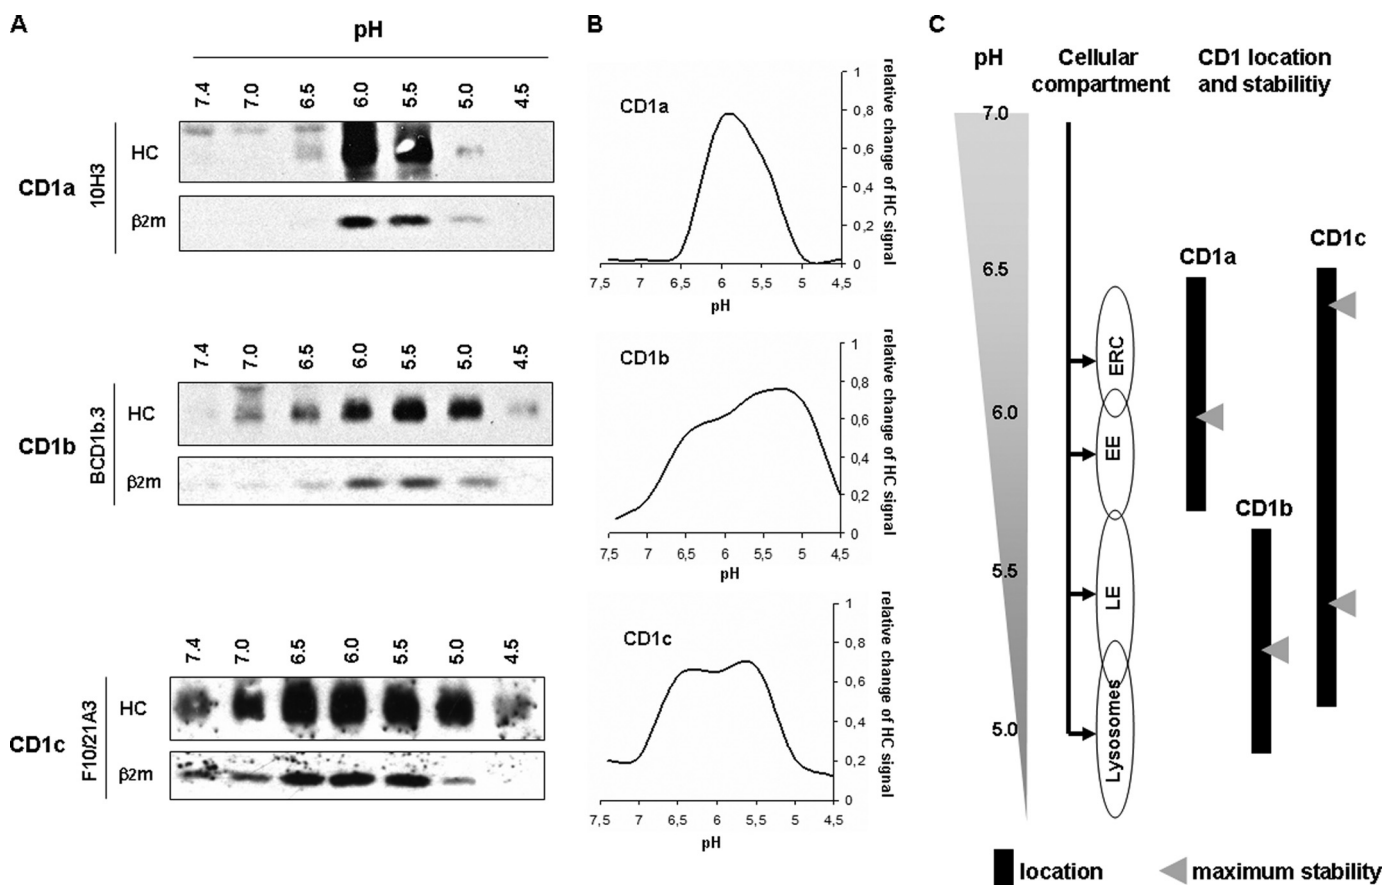 A
pH
7.4 7.0 6.5 6.0 5.5 5.0 4.5
CD1a
10H3
HC
β2m
7.4 7.0 6.5 6.0 5.5 5.0 4.5
CD1b
BCD1b.3
HC
β2m
7.4 7.0 6.5 6.0 5.5 5.0 4.5
CD1c
F10/21A3
HC
β2m
B
CD1a
1
0,8
0,6
0,4
0,2
0
relative change of HC signal
7,5 7 6,5 6 5,5 5 4,5
pH
CD1b
1
0,8
0,6
0,4
0,2
0
relative change of HC signal
7,5 7 6,5 6 5,5 5 4,5
pH
CD1c
1
0,8
0,6
0,4
0,2
0
relative change of HC signal
7,5 7 6,5 6 5,5 5 4,5
pH
C
pH
Cellular
compartment
CD1 location
and stabilitiy
7.0
6.5
6.0
5.5
5.0
ERC
EE
LE
Lysosomes
CD1a
CD1b
CD1c
location
maximum stability